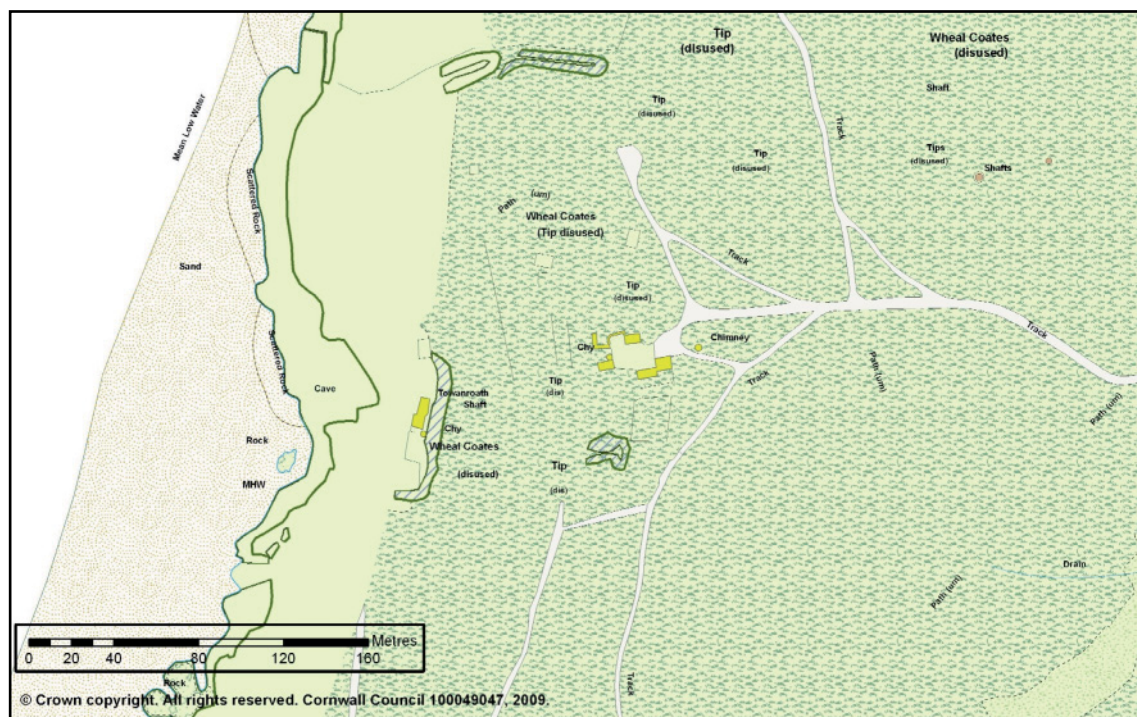 Tip
(disused)
Wheal Coates
(disused)
Mean Low Water
Shaft
Tip
(disused)
Track
Tip
(disused)
Tips
(disused)
Shafts
Scattered Rock
Path (um)
Wheal Coates
(Tip disused)
Track
Sand
Tip
(disused)
Track
Scattered Rock
Chy
Chimney
Cave
Tip
(dis)
Track
Path (um)
Towanroath
Shaft
Path (um)
Chy
Rock
Wheal Coates
(disused)
MHW
Tip
(dis)
Drain
Path (um)
Metres
0 20 40 80 120 160
Rock
Track
© Crown copyright. All rights reserved. Cornwall Council 100049047, 2009.